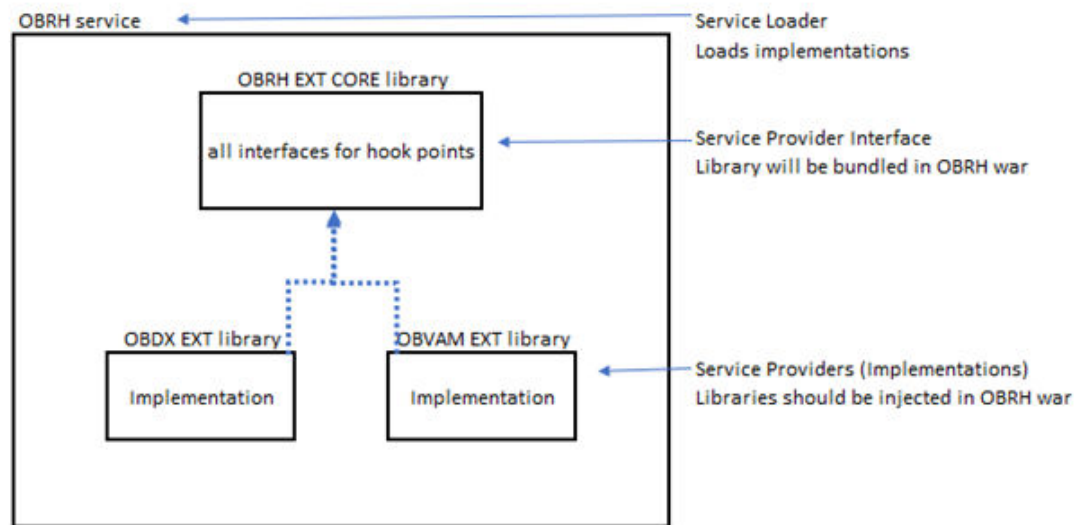 OBRH service
Service Loader
Loads implementations
OBRH EXT CORE library
all interfaces for hook points
Service Provider Interface
Library will be bundled in OBRH war
OBDX EXT library
OBVAM EXT library
Implementation
Implementation
Service Providers (Implementations)
Libraries should be injected in OBRH war